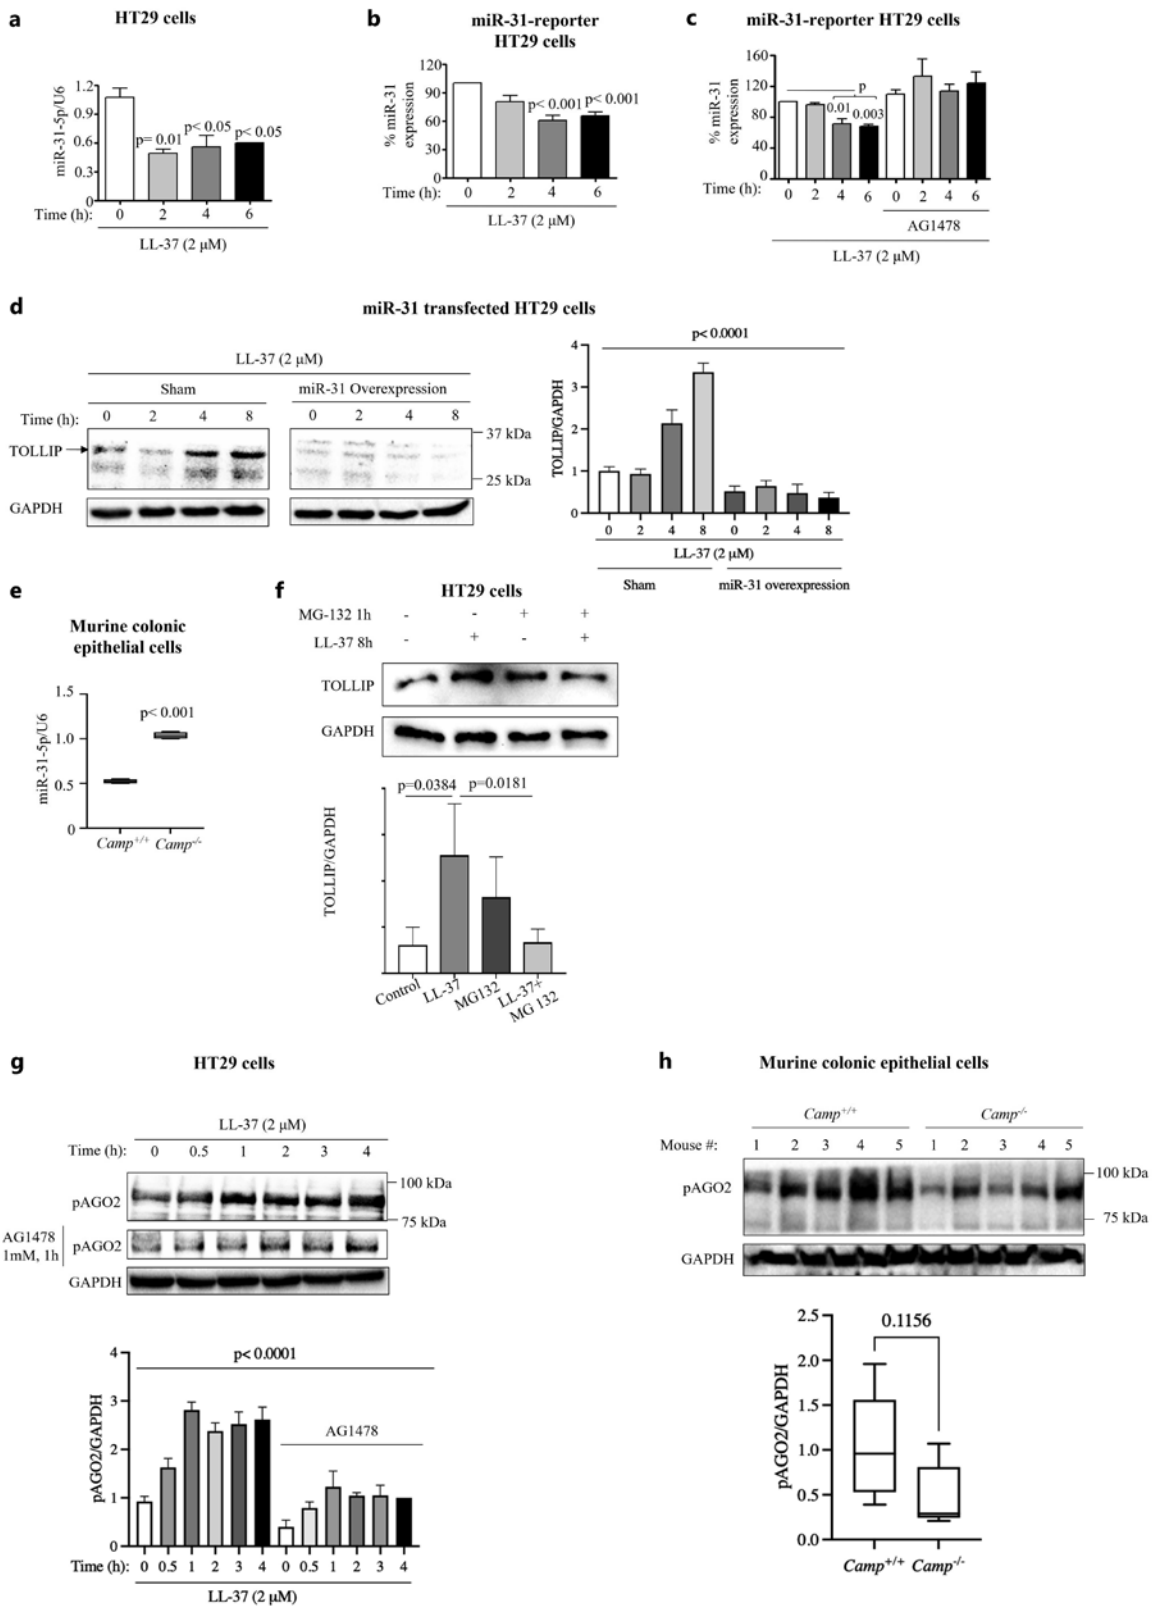 a
HT29 cells
miR-31-5p/U6
1.2
0.9
0.6
0.3
0
p= 0.01
p< 0.05
p< 0.05
Time (h):
0 2 4 6
LL-37 (2 μM)
b
miR-31-reporter
HT29 cells
% miR-31
expression
120
90
60
30
0
p< 0.001
p< 0.001
Time (h):
0 2 4 6
LL-37 (2 μM)
c
miR-31-reporter HT29 cells
% miR-31
expression
160
120
80
40
0
p
0.01
0.003
Time (h):
0 2 4 6 0 2 4 6
AG1478
LL-37 (2 μM)
d
miR-31 transfected HT29 cells
LL-37 (2 μM)
Sham miR-31 Overexpression
Time (h): 0 2 4 8 0 2 4 8
37 kDa
TOLLIP
25 kDa
GAPDH
p< 0.0001
TOLLIP/GAPDH
4
3
2
1
0
0 2 4 8 0 2 4 8
LL-37 (2 μM)
Sham miR-31 overexpression
e
Murine colonic
epithelial cells
miR-31-5p/U6
1.5
1.0
0.5
0
p< 0.001
Camp+/+ Camp-/-
f
HT29 cells
MG-132 1h - - + +
LL-37 8h - + - +
TOLLIP
GAPDH
p=0.0384 p=0.0181
TOLLIP/GAPDH
Control
LL-37
MG132
LL-37+
MG 132
g
HT29 cells
LL-37 (2 μM)
Time (h): 0 0.5 1 2 3 4
100 kDa
pAGO2
75 kDa
AG1478
1mM, 1h
pAGO2
GAPDH
p< 0.0001
AG1478
pAGO2/GAPDH
4
3
2
1
0
Time (h): 0 0.5 1 2 3 4 0 0.5 1 2 3 4
LL-37 (2 μM)
h
Murine colonic epithelial cells
Camp+/+ Camp-/-
Mouse #: 1 2 3 4 5 1 2 3 4 5
100 kDa
pAGO2
75 kDa
GAPDH
0.1156
pAGO2/GAPDH
2.5
2.0
1.5
1.0
0.5
0.0
Camp+/+ Camp-/-